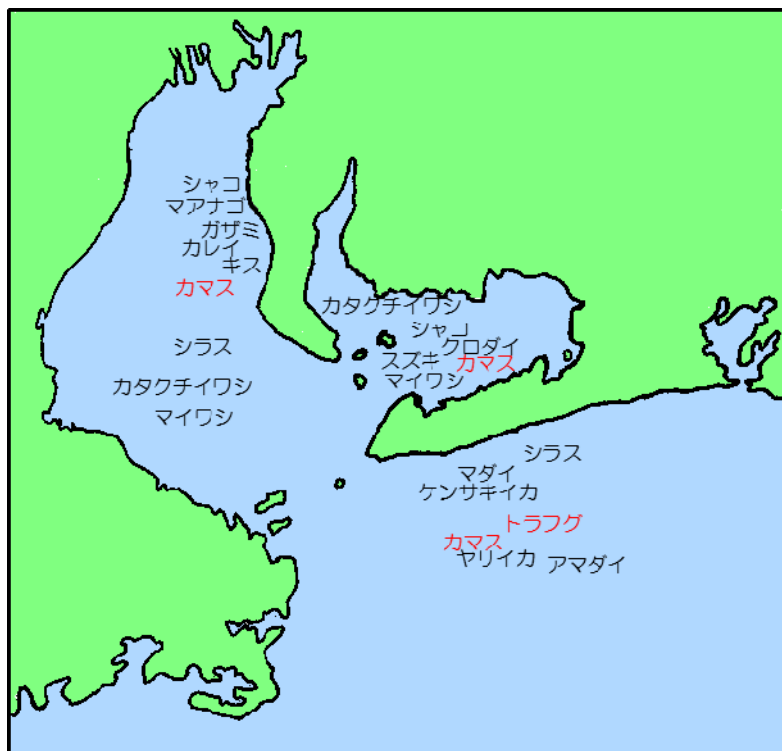 シャコ
マアナゴ
ガザミ
カレイ
キス
カマス
シラス
カタクチイワシ
マイワシ
カタクチイワシ
シャコ
クロダイ
スズキ
カマス
マイワシ
シラス
マダイ
ケンサキイカ
トラフグ
カマス
ヤリイカ
アマダイ